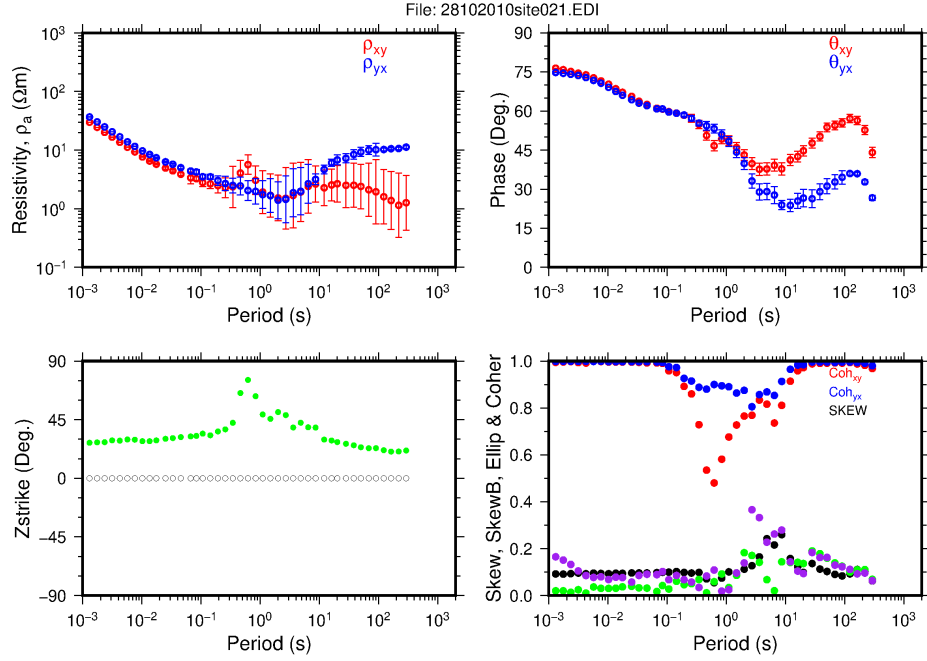 File: 28102010site021.EDI
Resistivity, ρa (Ωm)
10³
10²
10¹
10⁰
10⁻¹
ρxy
ρyx
10⁻³ 10⁻² 10⁻¹ 10⁰ 10¹ 10² 10³
Period (s)
Phase (Deg.)
90
75
60
45
30
15
0
θxy
θyx
10⁻³ 10⁻² 10⁻¹ 10⁰ 10¹ 10² 10³
Period (s)
Zstrike (Deg.)
90
45
0
−45
−90
10⁻³ 10⁻² 10⁻¹ 10⁰ 10¹ 10² 10³
Period (s)
Skew, SkewB, Ellip & Coher
1.0
0.8
0.6
0.4
0.2
0.0
Cohxy
Cohyx
SKEW
10⁻³ 10⁻² 10⁻¹ 10⁰ 10¹ 10² 10³
Period (s)